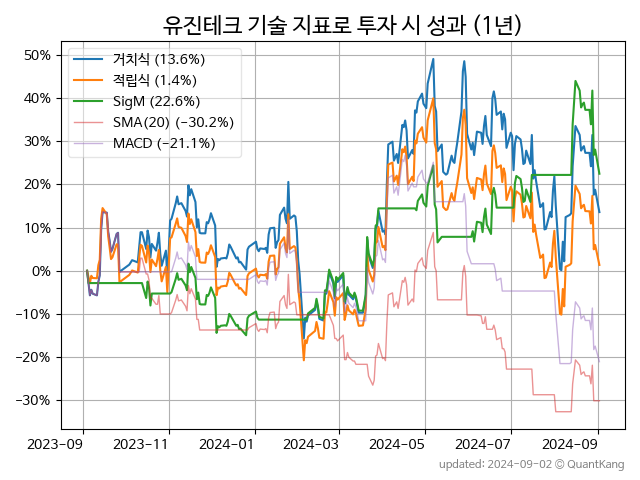 유진테크 기술 지표로 투자 시 성과 (1년)
50%
40%
30%
20%
10%
0%
−10%
−20%
−30%
거치식 (13.6%)
적립식 (1.4%)
SigM (22.6%)
SMA(20) (−30.2%)
MACD (−21.1%)
2023-09 2023-11 2024-01 2024-03 2024-05 2024-07 2024-09
updated: 2024-09-02 © QuantKang